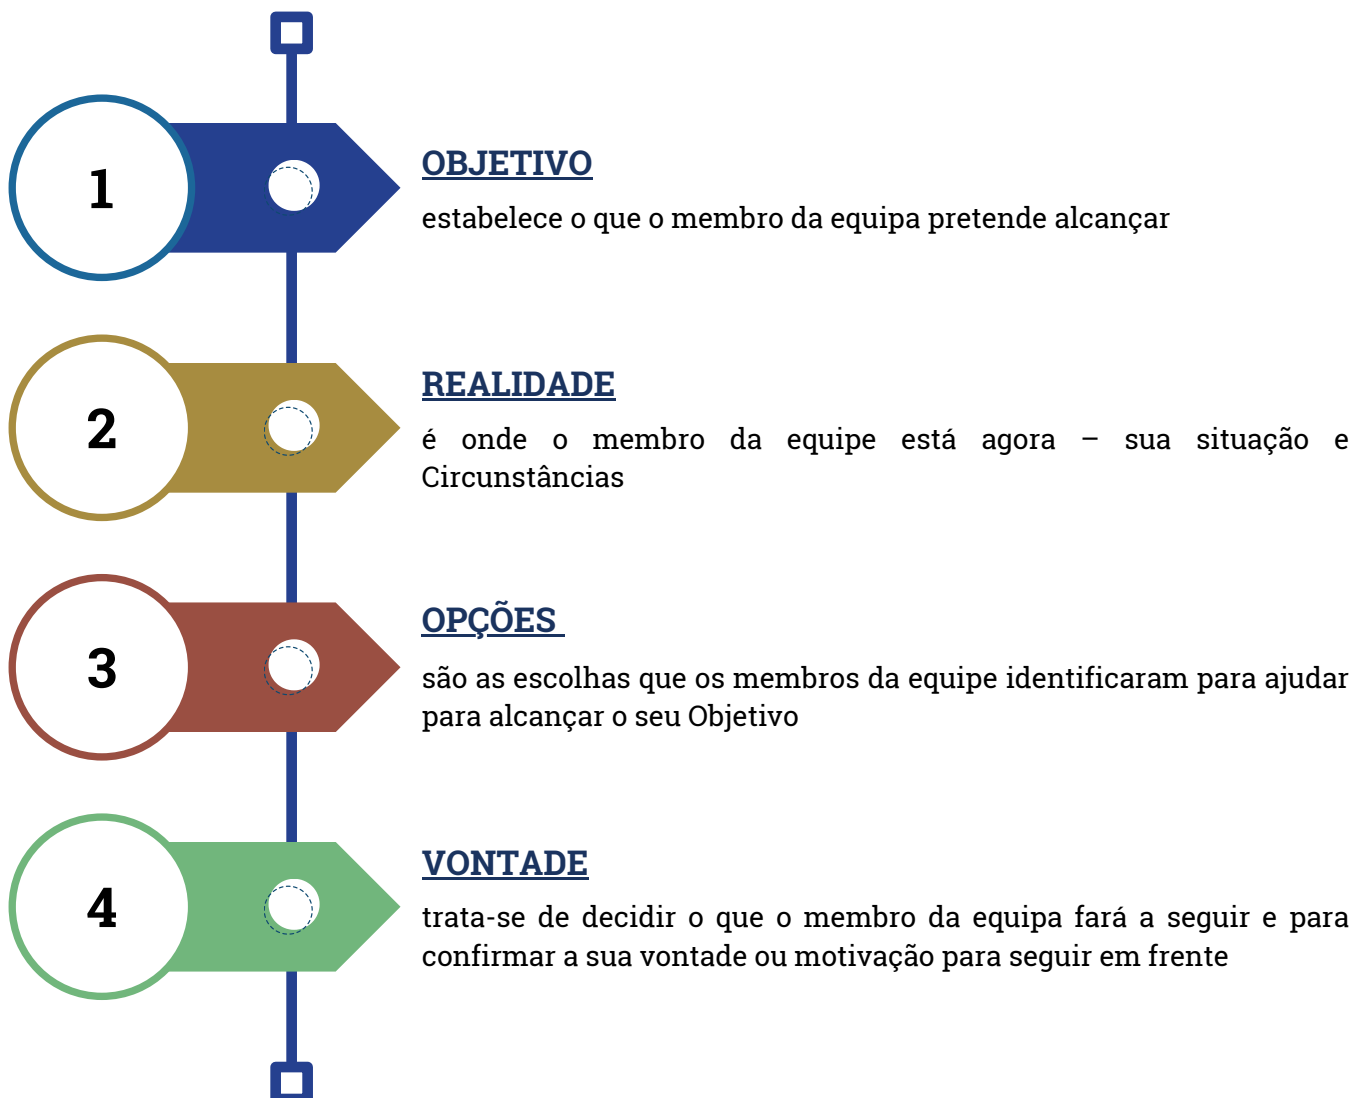 1
OBJETIVO
estabelece o que o membro da equipa pretende alcançar
2
REALIDADE
é onde o membro da equipe está agora – sua situação e
Circunstâncias
3
OPÇÕES
são as escolhas que os membros da equipe identificaram para ajudar
para alcançar o seu Objetivo
4
VONTADE
trata-se de decidir o que o membro da equipa fará a seguir e para
confirmar a sua vontade ou motivação para seguir em frente